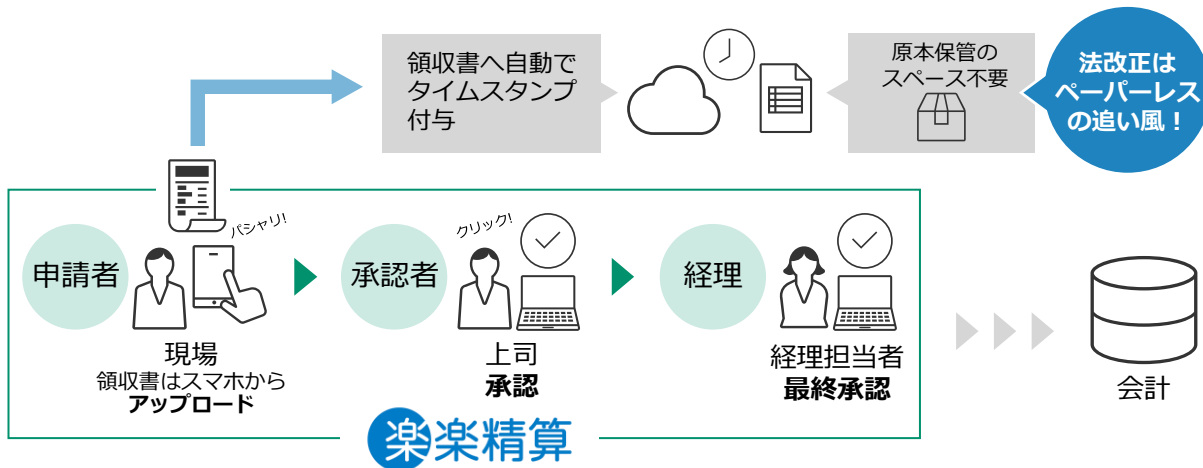 領収書へ自動で
タイムスタンプ
付与
原本保管の
スペース不要
法改正は
ペーパーレス
の追い風！
申請者
パシャリ!
現場
領収書はスマホから
アップロード
承認者
クリック!
上司
承認
経理
経理担当者
最終承認
会計
楽楽精算